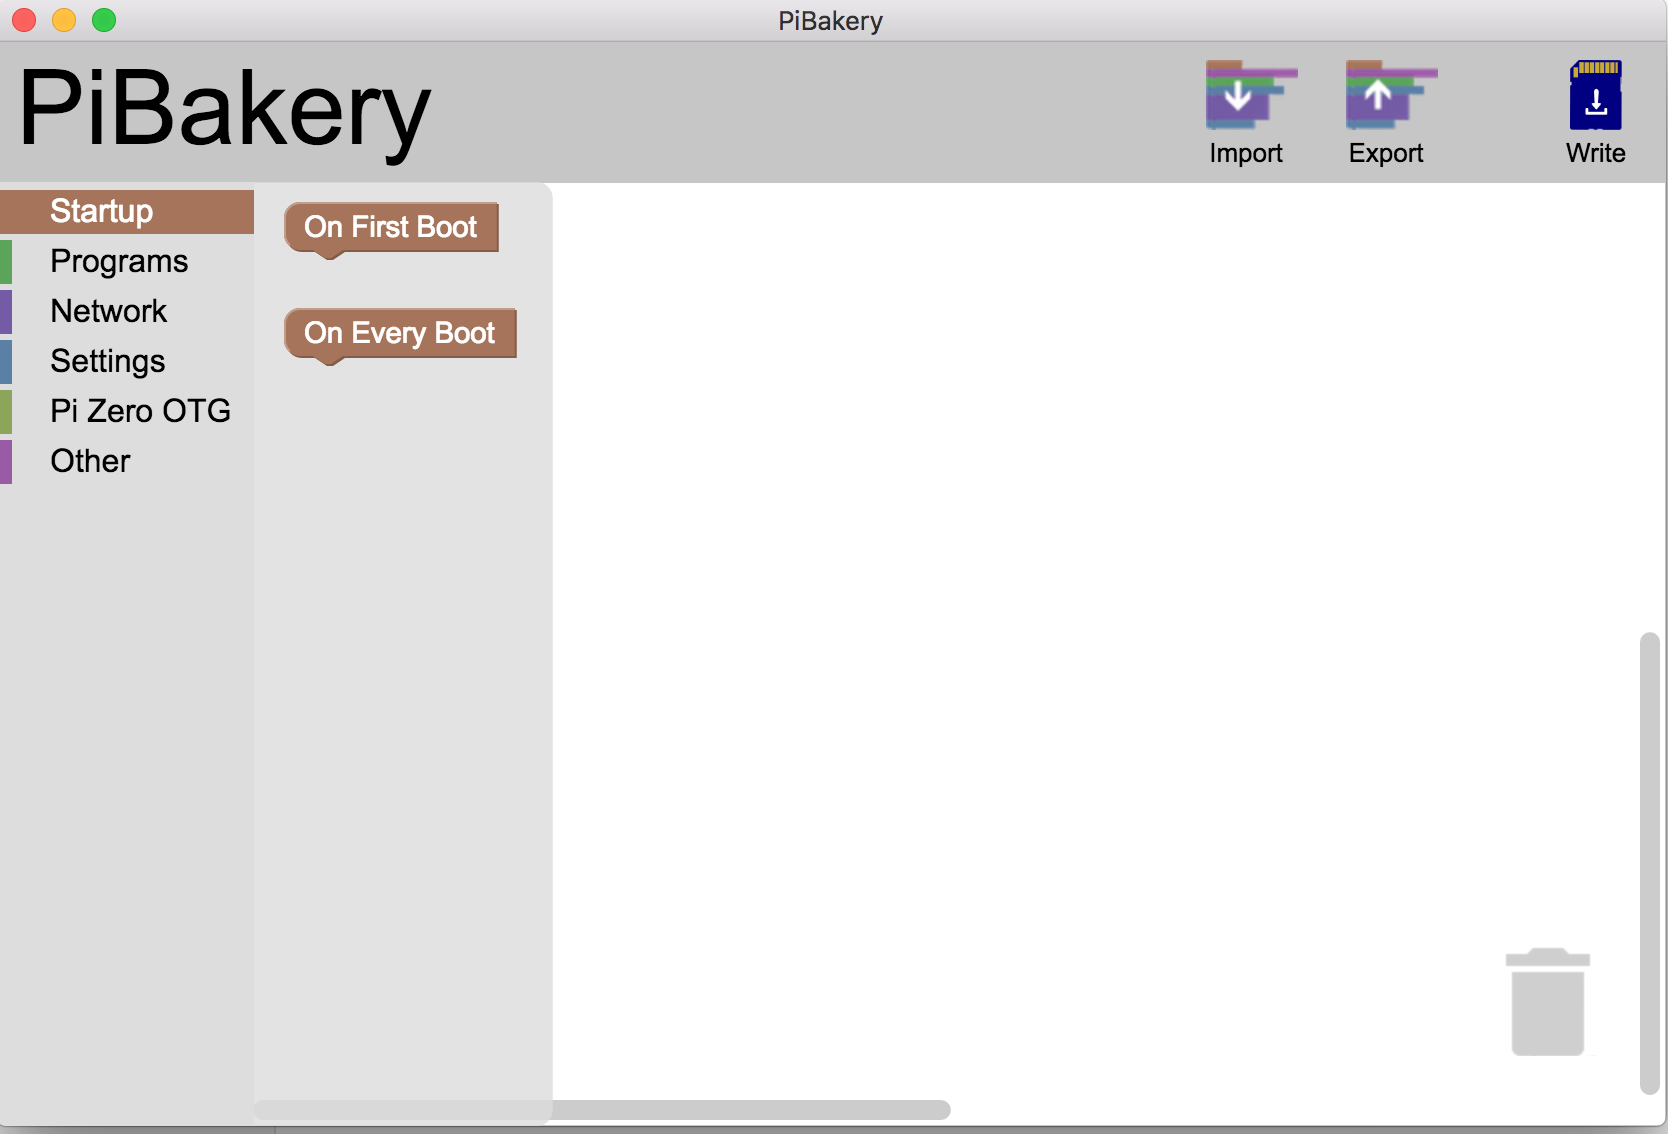 PiBakery
PiBakery
Import
Export
Write
Startup
Programs
Network
Settings
Pi Zero OTG
Other
On First Boot
On Every Boot